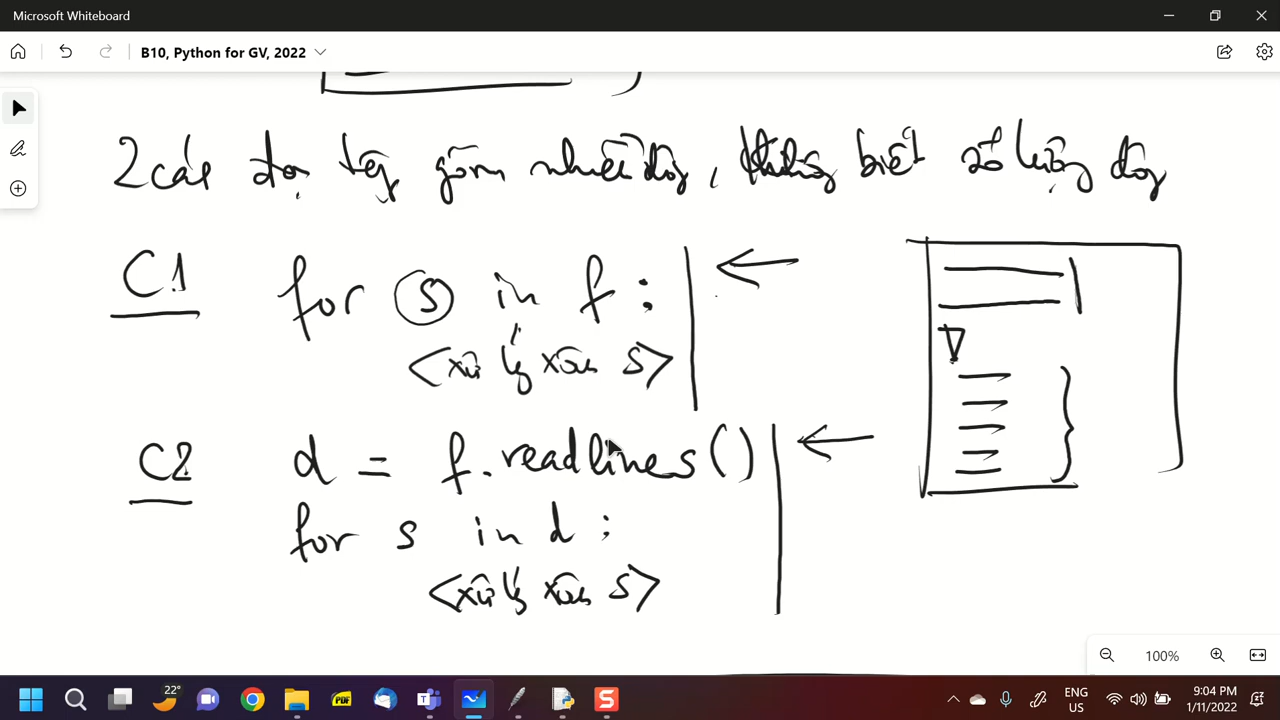 Microsoft Whiteboard
B10, Python for GV, 2022
2 cách đọc tệp gồm nhiều dòng, không biết số lượng dòng
C1 for s in f :
<xử lý xâu s>
C2 d = f.readlines()
for s in d :
<xử lý xâu s>
100%
22°
ENG
US
9:04 PM
1/11/2022